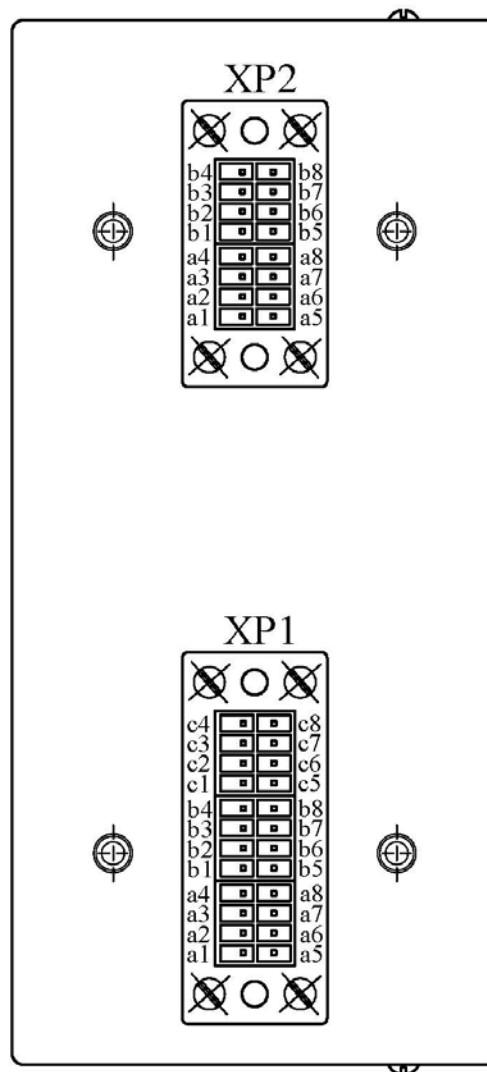 XP2
b4 b8
b3 b7
b2 b6
b1 b5
a4 a8
a3 a7
a2 a6
a1 a5
XP1
c4 c8
c3 c7
c2 c6
c1 c5
b4 b8
b3 b7
b2 b6
b1 b5
a4 a8
a3 a7
a2 a6
a1 a5